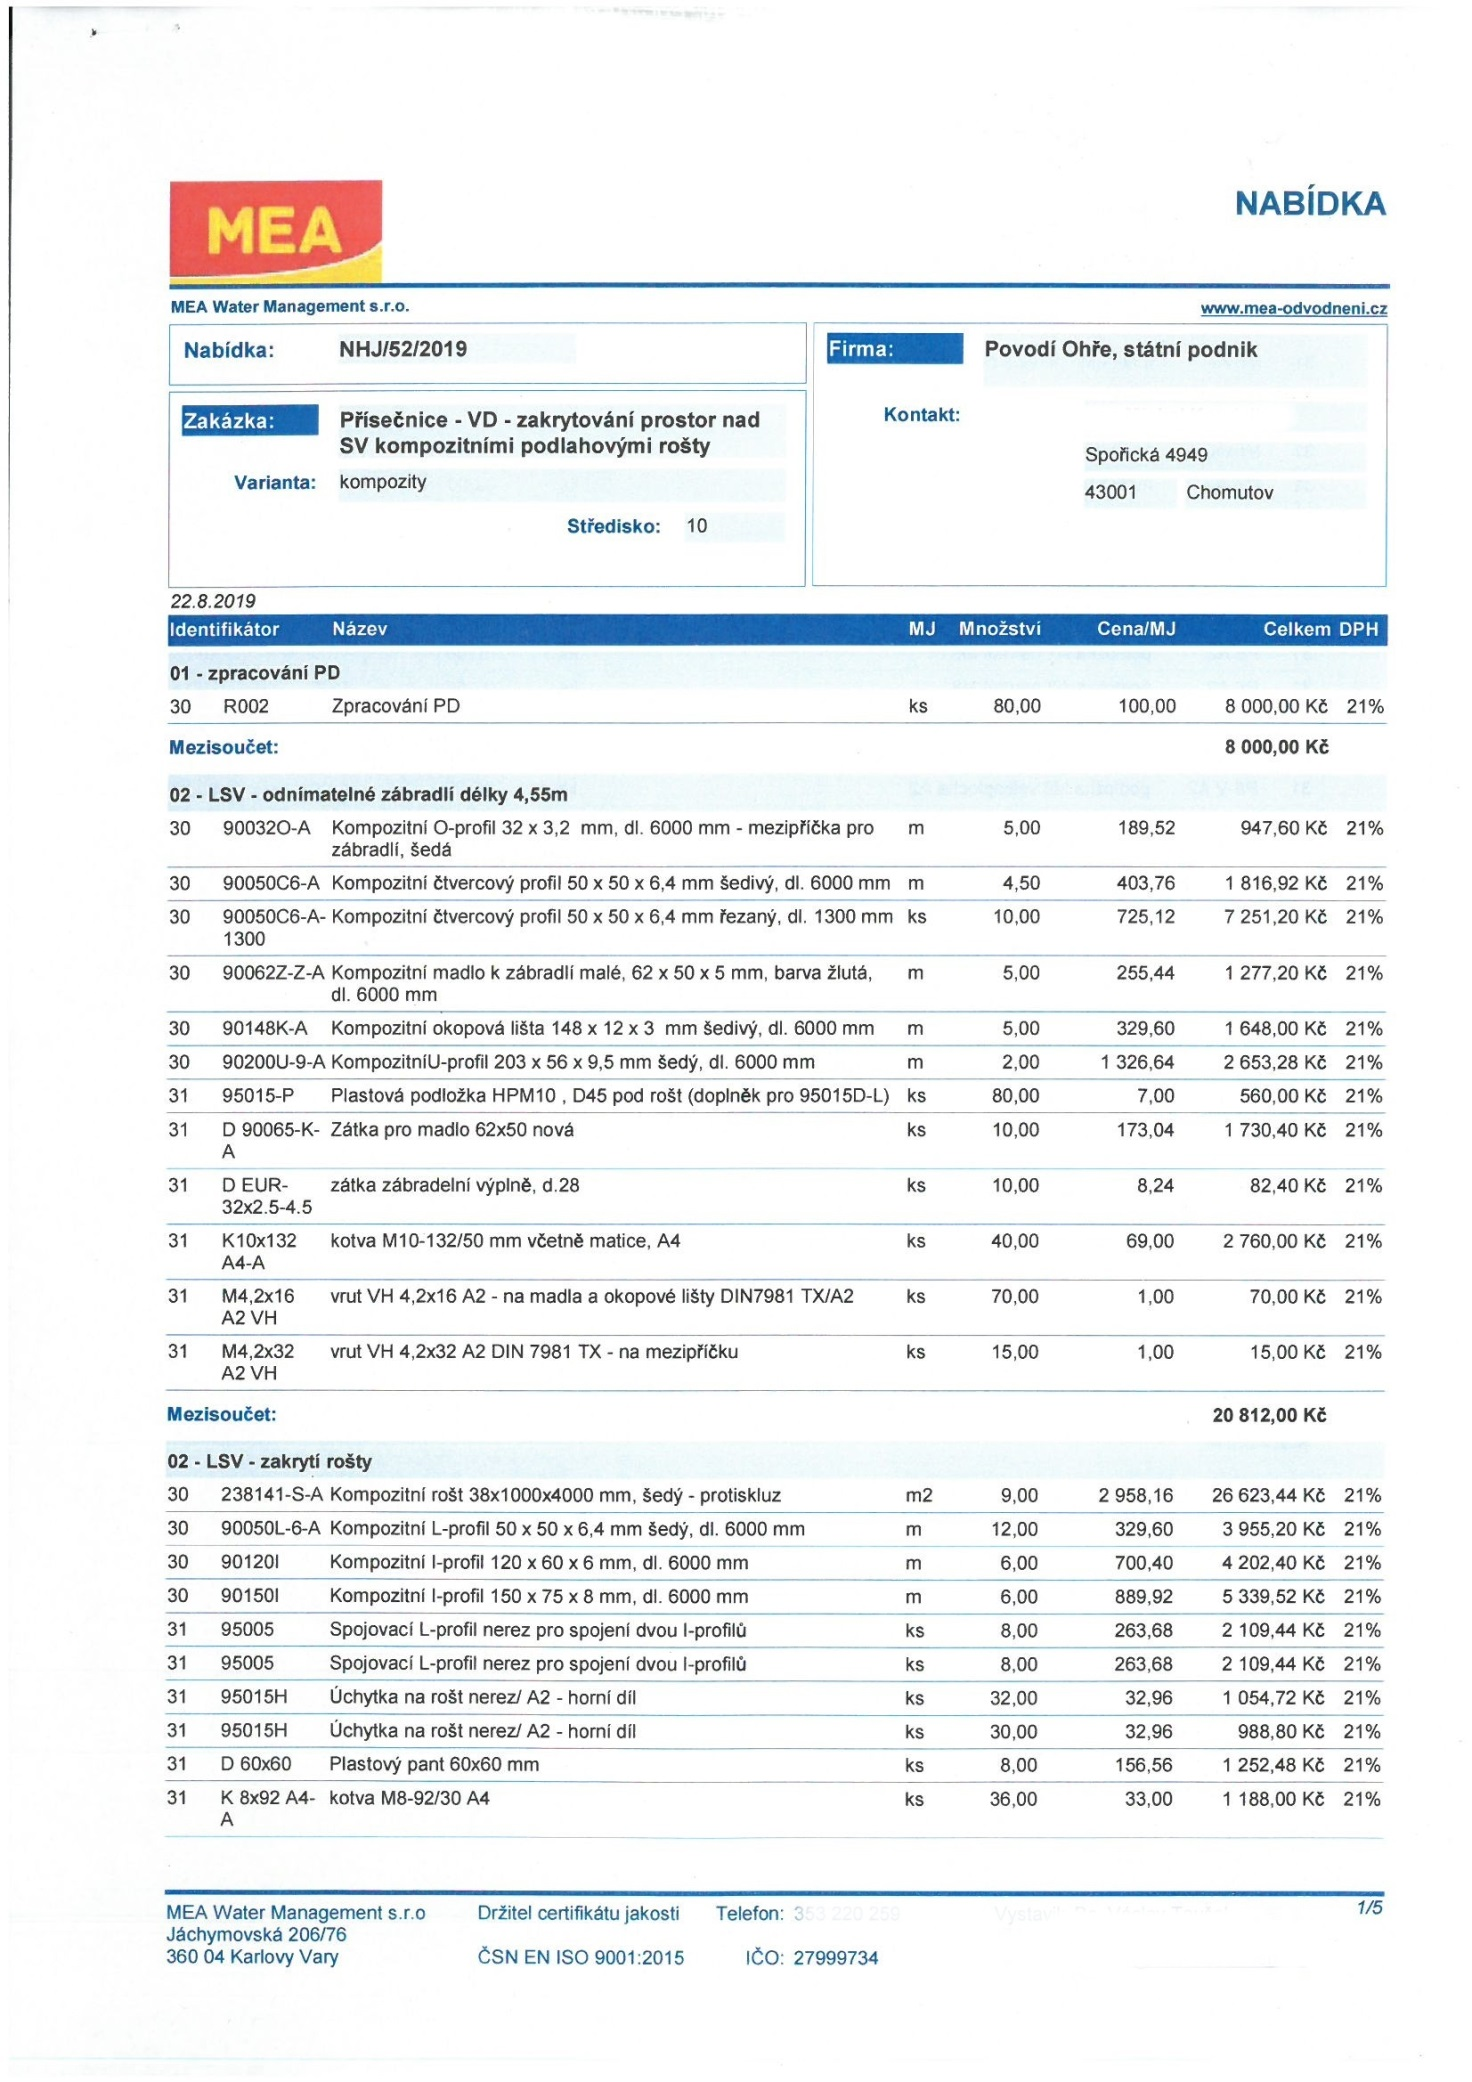 MEA
NABÍDKA
MEA Water Management s.r.o.
www.mea-odvodneni.cz
Nabídka: NHJ/52/2019
Firma: Povodí Ohře, státní podnik
Zakázka: Přísečnice - VD - zakrytování prostor nad
SV kompozitními podlahovými rošty
Kontakt:
Spořická 4949
Varianta: kompozity
43001 Chomutov
Středisko: 10
22.8.2019
Identifikátor Název MJ Množství Cena/MJ Celkem DPH
01 - zpracování PD
30 R002 Zpracování PD ks 80,00 100,00 8 000,00 Kč 21%
Mezisoučet: 8 000,00 Kč
02 - LSV - odnímatelné zábradlí délky 4,55m
30 90032O-A Kompozitní O-profil 32 x 3,2 mm, dl. 6000 mm - mezipříčka pro m 5,00 189,52 947,60 Kč 21%
zábradlí, šedá
30 90050C6-A Kompozitní čtvercový profil 50 x 50 x 6,4 mm šedivý, dl. 6000 mm m 4,50 403,76 1 816,92 Kč 21%
30 90050C6-A- Kompozitní čtvercový profil 50 x 50 x 6,4 mm řezaný, dl. 1300 mm ks 10,00 725,12 7 251,20 Kč 21%
1300
30 90062Z-Z-A Kompozitní madlo k zábradlí malé, 62 x 50 x 5 mm, barva žlutá, m 5,00 255,44 1 277,20 Kč 21%
dl. 6000 mm
30 90148K-A Kompozitní okopová lišta 148 x 12 x 3 mm šedivý, dl. 6000 mm m 5,00 329,60 1 648,00 Kč 21%
30 90200U-9-A KompozitníU-profil 203 x 56 x 9,5 mm šedý, dl. 6000 mm m 2,00 1 326,64 2 653,28 Kč 21%
31 95015-P Plastová podložka HPM10 , D45 pod rošt (doplněk pro 95015D-L) ks 80,00 7,00 560,00 Kč 21%
31 D 90065-K- Zátka pro madlo 62x50 nová ks 10,00 173,04 1 730,40 Kč 21%
A
31 D EUR- zátka zábradelní výplně, d.28 ks 10,00 8,24 82,40 Kč 21%
32x2.5-4.5
31 K10x132 kotva M10-132/50 mm včetně matice, A4 ks 40,00 69,00 2 760,00 Kč 21%
A4-A
31 M4,2x16 vrut VH 4,2x16 A2 - na madla a okopové lišty DIN7981 TX/A2 ks 70,00 1,00 70,00 Kč 21%
A2 VH
31 M4,2x32 vrut VH 4,2x32 A2 DIN 7981 TX - na mezipříčku ks 15,00 1,00 15,00 Kč 21%
A2 VH
Mezisoučet: 20 812,00 Kč
02 - LSV - zakrytí rošty
30 238141-S-A Kompozitní rošt 38x1000x4000 mm, šedý - protiskluz m2 9,00 2 958,16 26 623,44 Kč 21%
30 90050L-6-A Kompozitní L-profil 50 x 50 x 6,4 mm šedý, dl. 6000 mm m 12,00 329,60 3 955,20 Kč 21%
30 90120I Kompozitní I-profil 120 x 60 x 6 mm, dl. 6000 mm m 6,00 700,40 4 202,40 Kč 21%
30 90150I Kompozitní I-profil 150 x 75 x 8 mm, dl. 6000 mm m 6,00 889,92 5 339,52 Kč 21%
31 95005 Spojovací L-profil nerez pro spojení dvou I-profilů ks 8,00 263,68 2 109,44 Kč 21%
31 95005 Spojovací L-profil nerez pro spojení dvou I-profilů ks 8,00 263,68 2 109,44 Kč 21%
31 95015H Úchytka na rošt nerez/ A2 - horní díl ks 32,00 32,96 1 054,72 Kč 21%
31 95015H Úchytka na rošt nerez/ A2 - horní díl ks 30,00 32,96 988,80 Kč 21%
31 D 60x60 Plastový pant 60x60 mm ks 8,00 156,56 1 252,48 Kč 21%
31 K 8x92 A4- kotva M8-92/30 A4 ks 36,00 33,00 1 188,00 Kč 21%
A
MEA Water Management s.r.o Držitel certifikátu jakosti Telefon: 353 220 259 1/5
Jáchymovská 206/76
360 04 Karlovy Vary ČSN EN ISO 9001:2015 IČO: 27999734